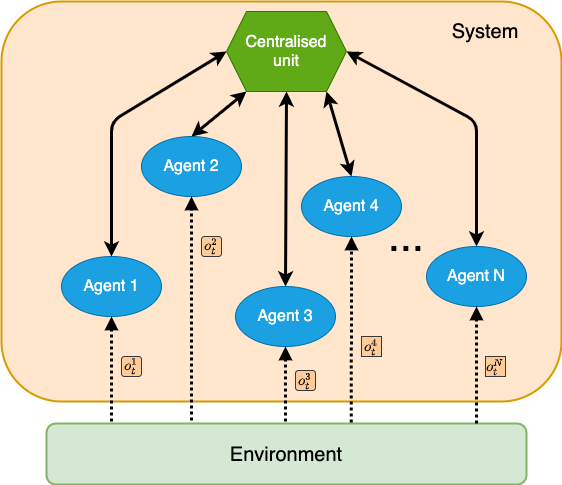 System
Centralised
unit
Agent 2
Agent 4
...
Agent 1
Agent N
Agent 3
o_t^2
o_t^4
o_t^1
o_t^N
o_t^3
Environment